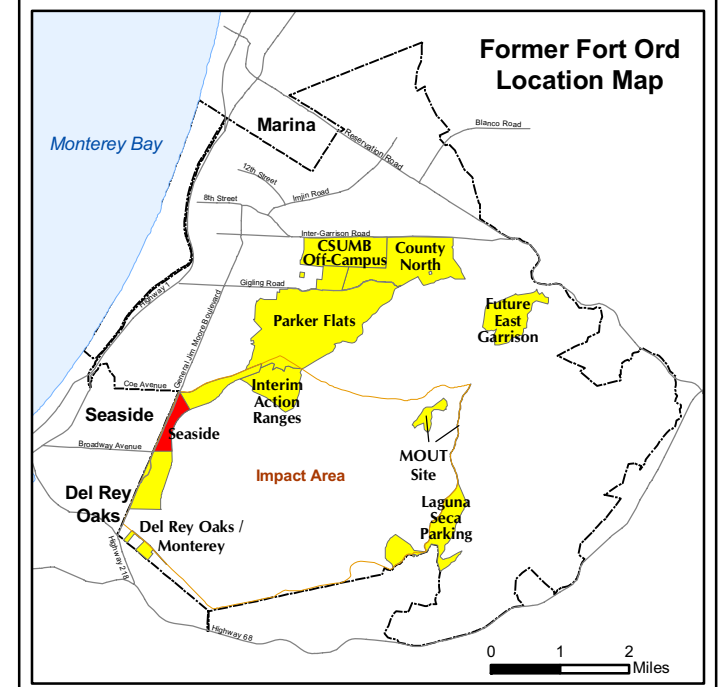 Former Fort Ord
Location Map
Monterey Bay
Marina
Blanco Road
Reservation Road
12th Street
Imjin Road
8th Street
Inter-Garrison Road
CSUMB
Off-Campus
County
North
Gigling Road
Highway 1
General Jim Moore Boulevard
Parker Flats
Future
East
Garrison
Coe Avenue
Interim
Action
Ranges
Seaside
Seaside
Broadway Avenue
MOUT
Site
Impact Area
Del Rey
Oaks
Laguna
Seca
Parking
Del Rey Oaks /
Monterey
Highway 218
Highway 68
0 1 2
Miles